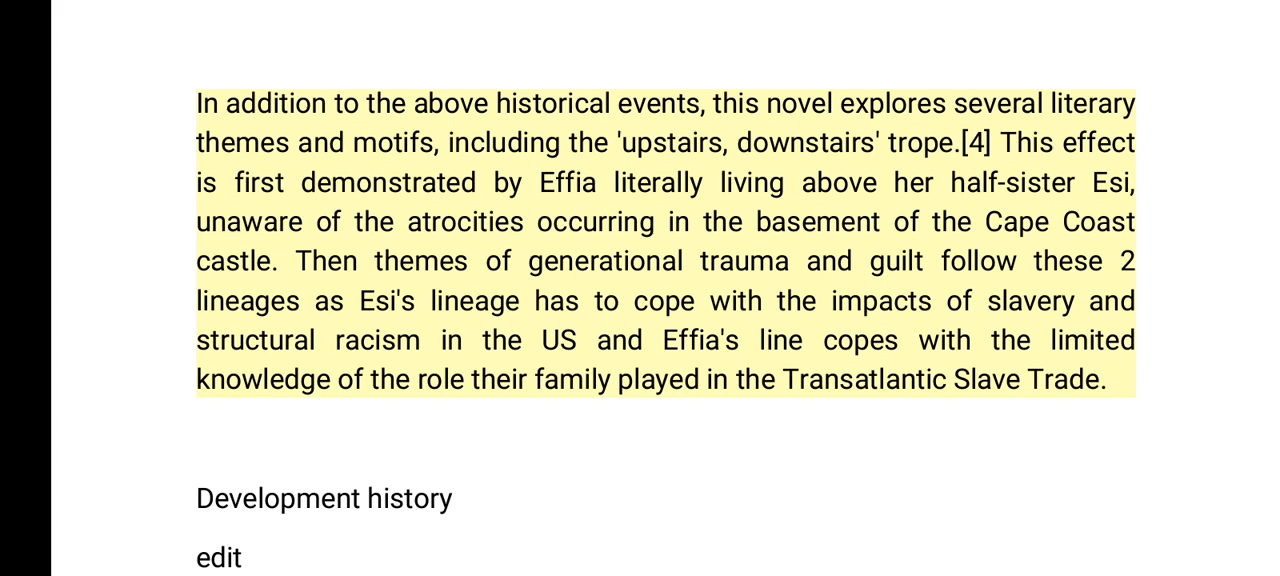 In addition to the above historical events, this novel explores several literary
themes and motifs, including the 'upstairs, downstairs' trope.[4] This effect
is first demonstrated by Effia literally living above her half-sister Esi,
unaware of the atrocities occurring in the basement of the Cape Coast
castle. Then themes of generational trauma and guilt follow these 2
lineages as Esi's lineage has to cope with the impacts of slavery and
structural racism in the US and Effia's line copes with the limited
knowledge of the role their family played in the Transatlantic Slave Trade.
Development history
edit